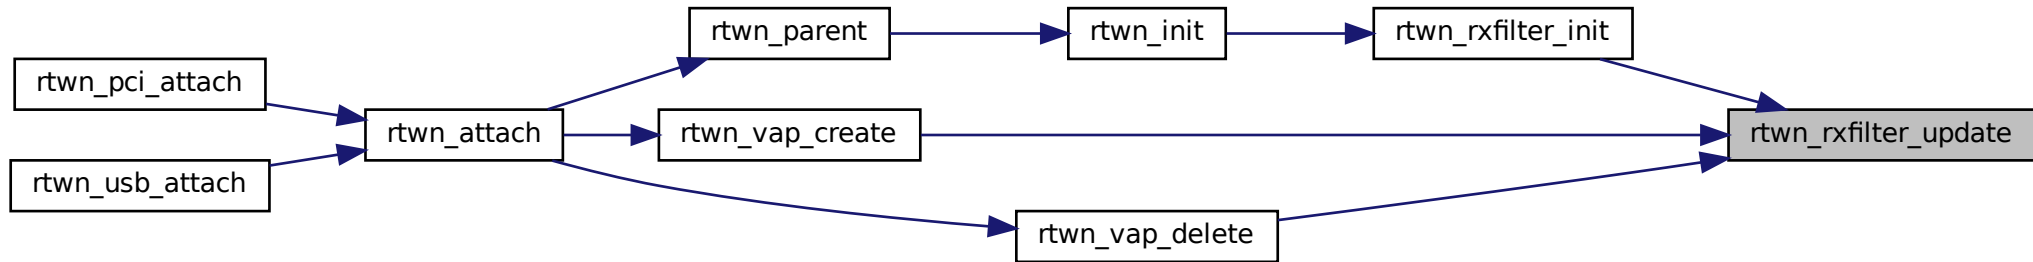 rtwn_parent
rtwn_init
rtwn_rxfilter_init
rtwn_pci_attach
rtwn_attach
rtwn_vap_create
rtwn_rxfilter_update
rtwn_usb_attach
rtwn_vap_delete